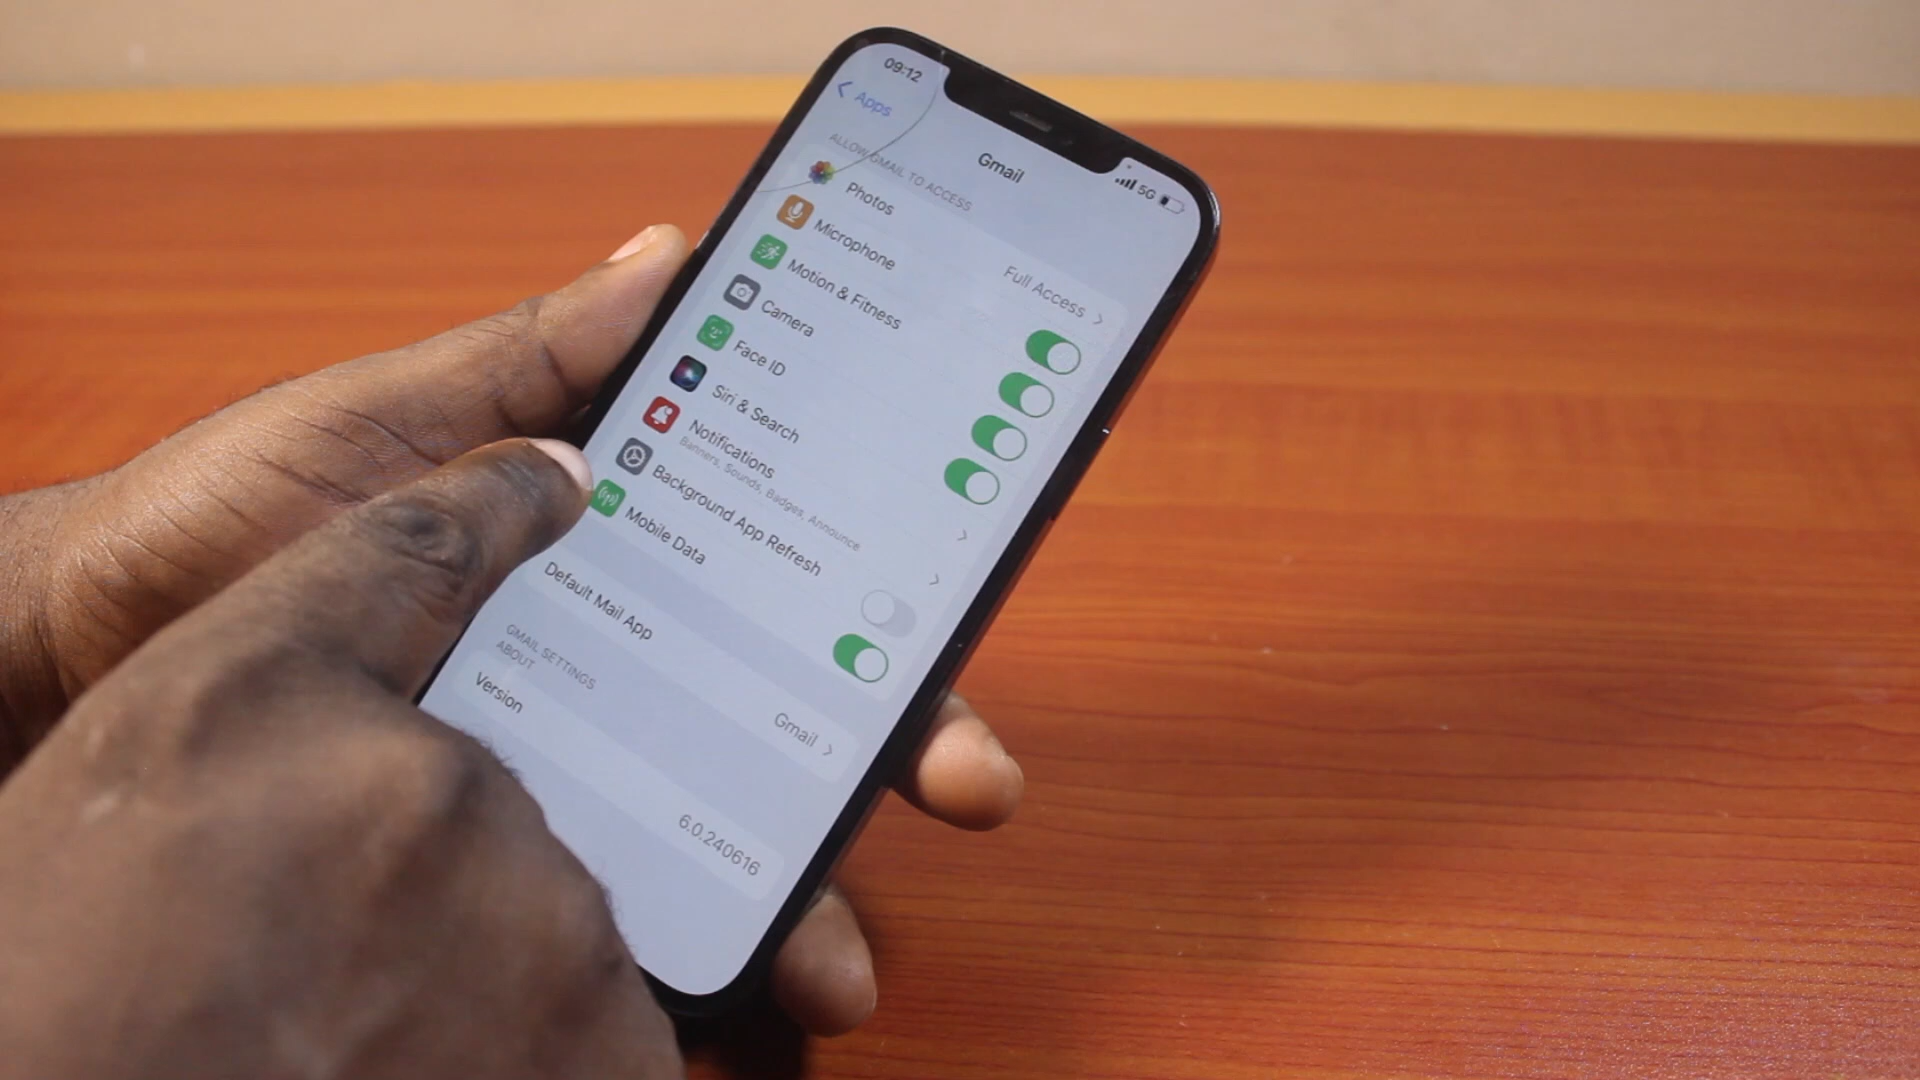 09:12
5G
Apps
Gmail
ALLOW GMAIL TO ACCESS
Photos
Full Access
Microphone
Motion & Fitness
Camera
Face ID
Siri & Search
Notifications
Banners, Sounds, Badges, Announce
Background App Refresh
Mobile Data
Default Mail App
Gmail
GMAIL SETTINGS
ABOUT
Version
6.0.240616